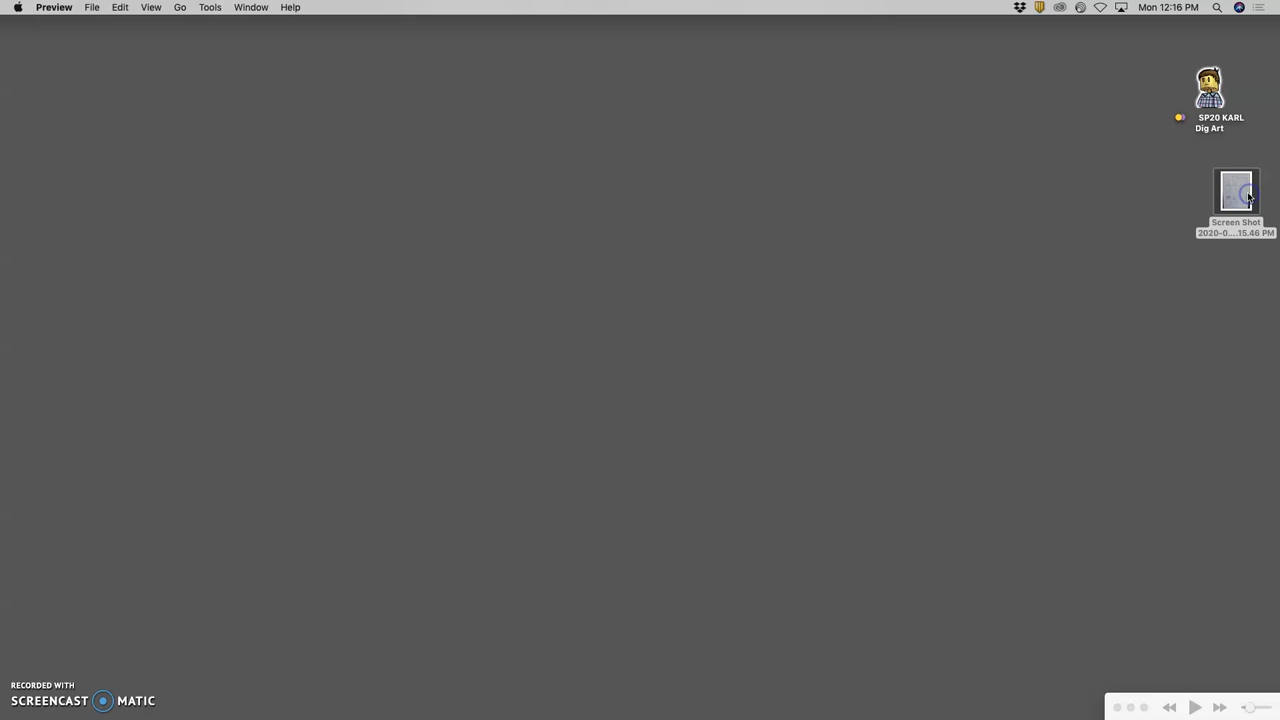 Preview File Edit View Go Tools Window Help Mon 12:16 PM
SP20 KARL
Dig Art
Screen Shot
2020-0....15.46 PM
RECORDED WITH
SCREENCAST MATIC